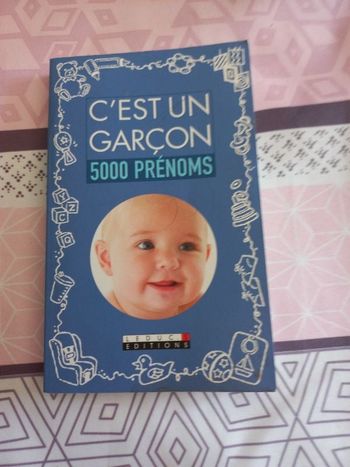 C'EST UN
GARÇON
5000 PRÉNOMS
LEDUC.S
EDITIONS